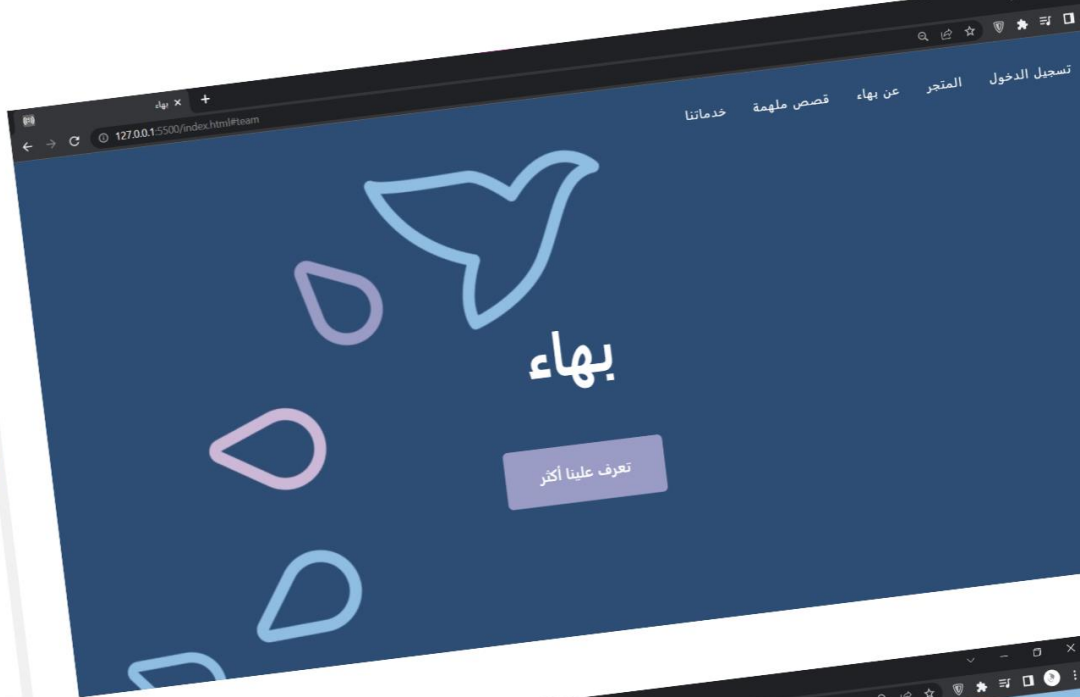 بهاء
127.0.0.1:5500/index.html#team
تسجيل الدخول المتجر عن بهاء قصص ملهمة خدماتنا
بهاء
تعرف علينا أكثر